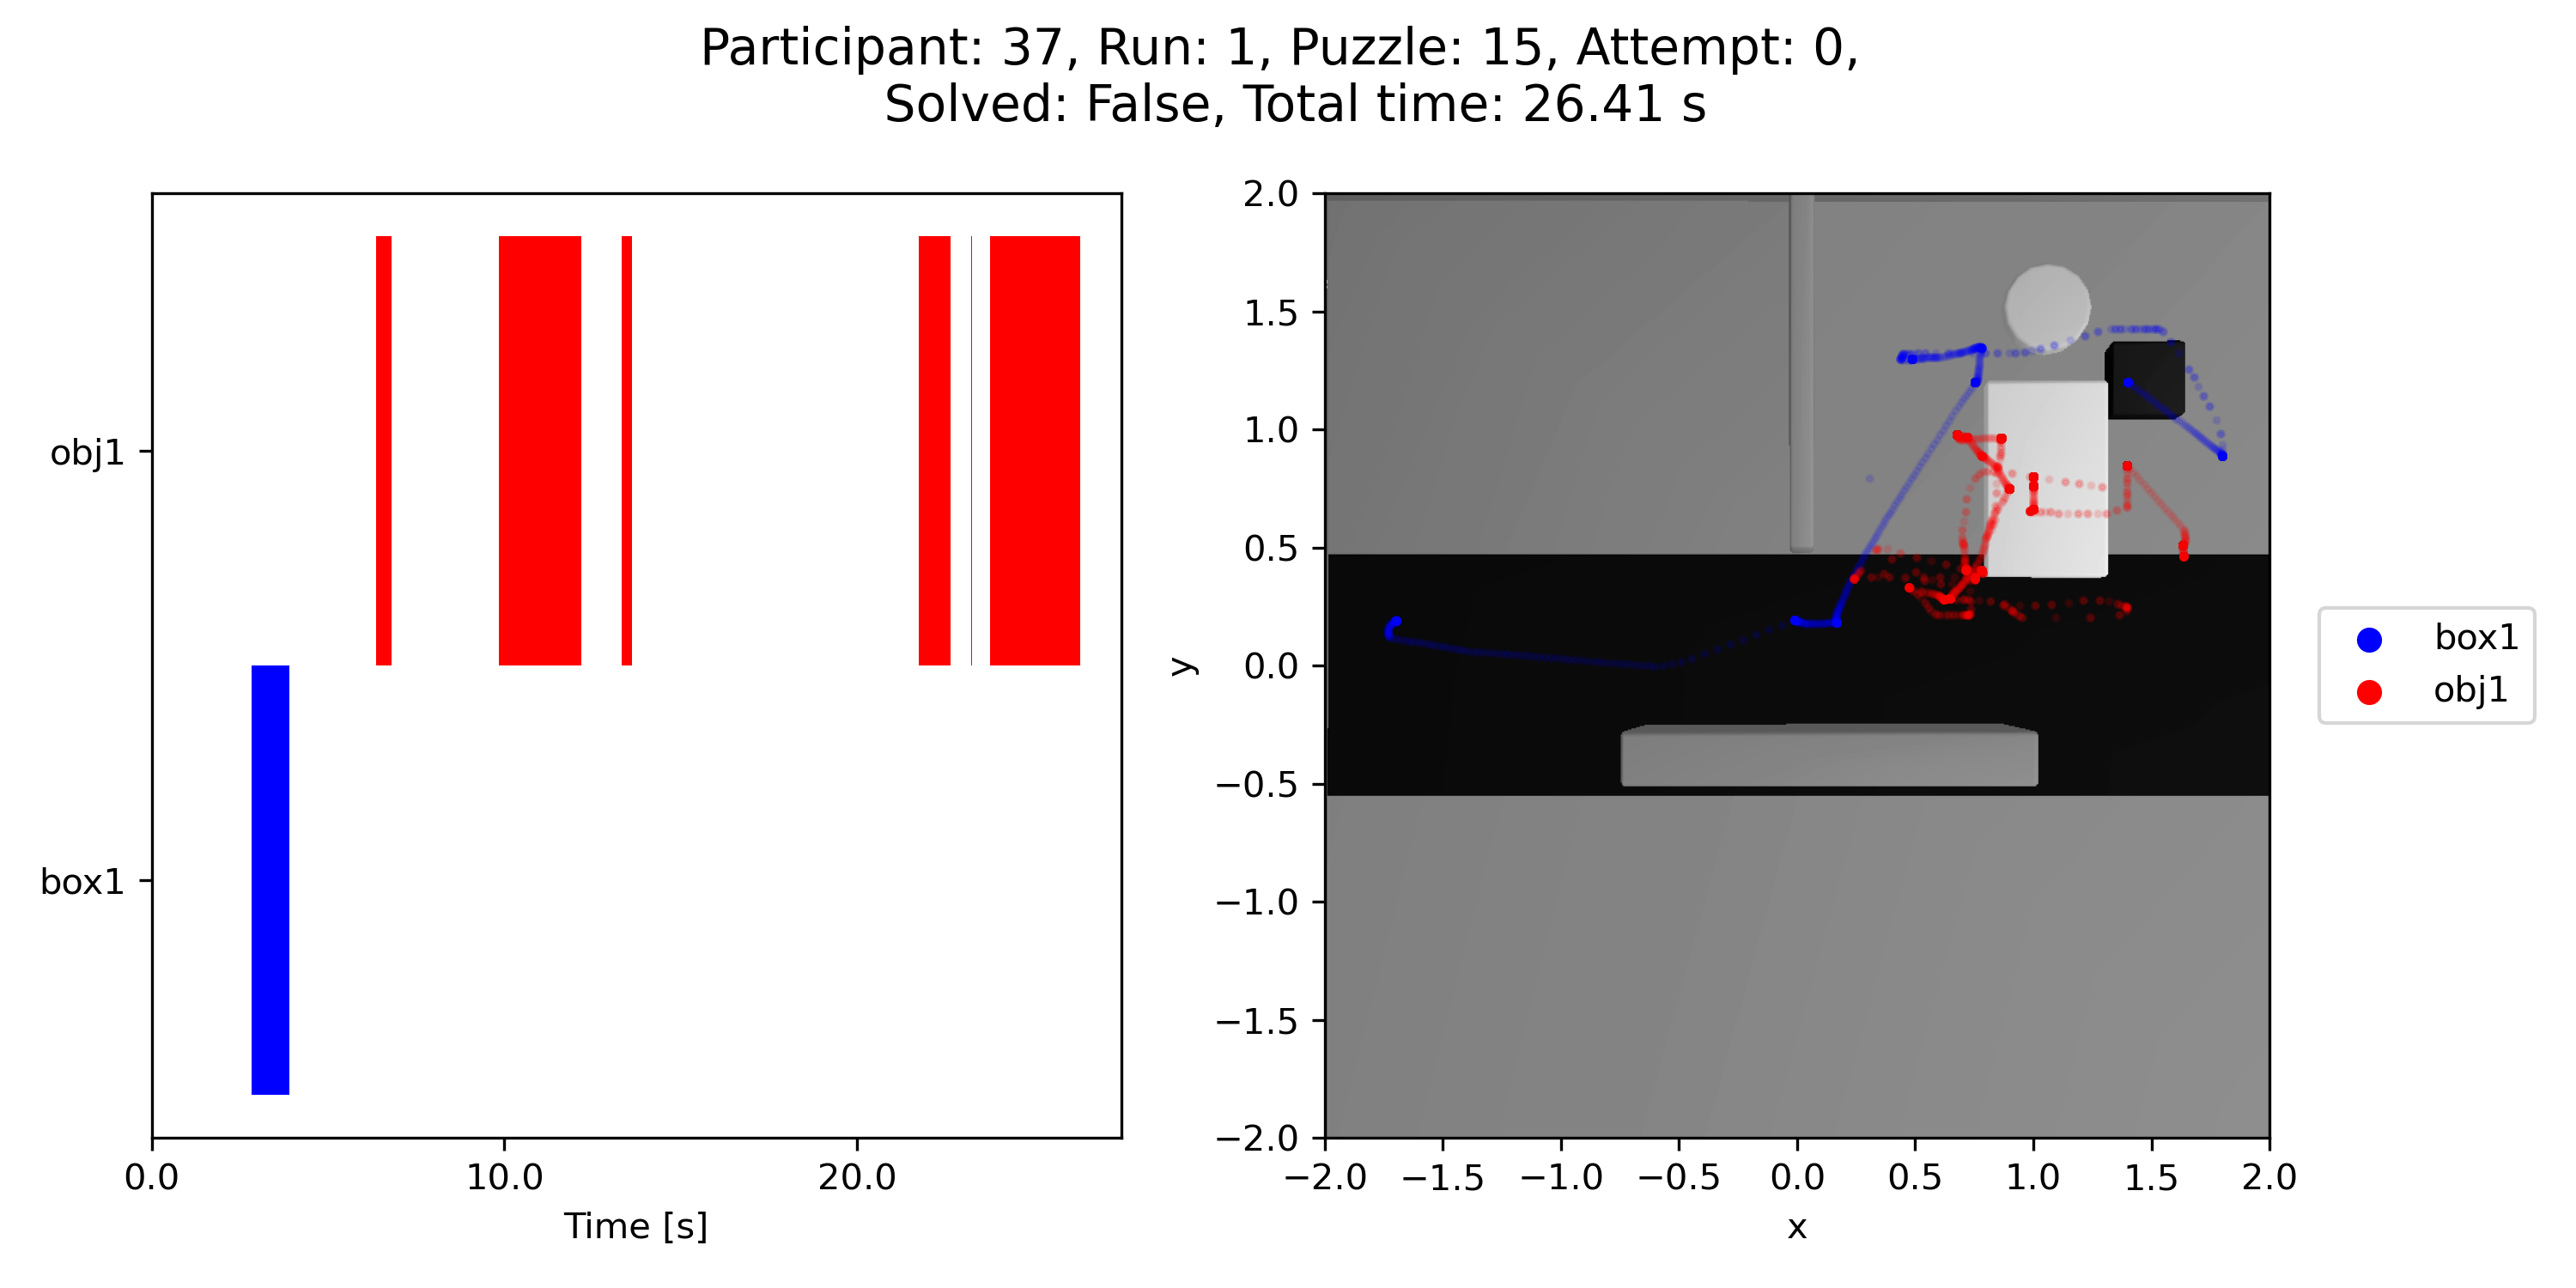 Participant: 37, Run: 1, Puzzle: 15, Attempt: 0,
Solved: False, Total time: 26.41 s
obj1
box1
0.0 10.0 20.0
Time [s]
2.0
1.5
1.0
0.5
0.0
−0.5
−1.0
−1.5
−2.0
y
−2.0 −1.5 −1.0 −0.5 0.0 0.5 1.0 1.5 2.0
x
box1
obj1